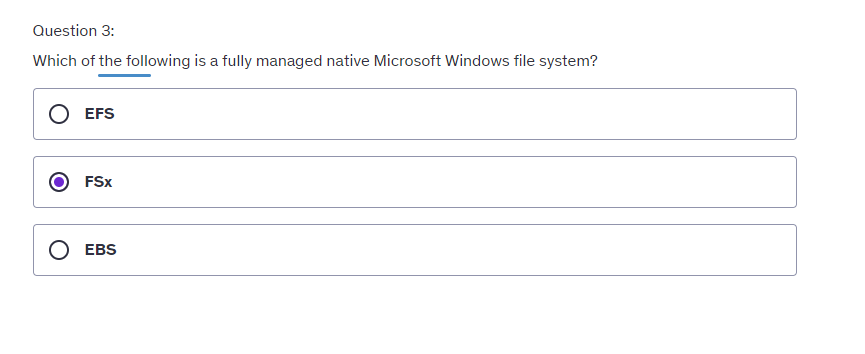 Question 3:
Which of the following is a fully managed native Microsoft Windows file system?
EFS
FSx
EBS